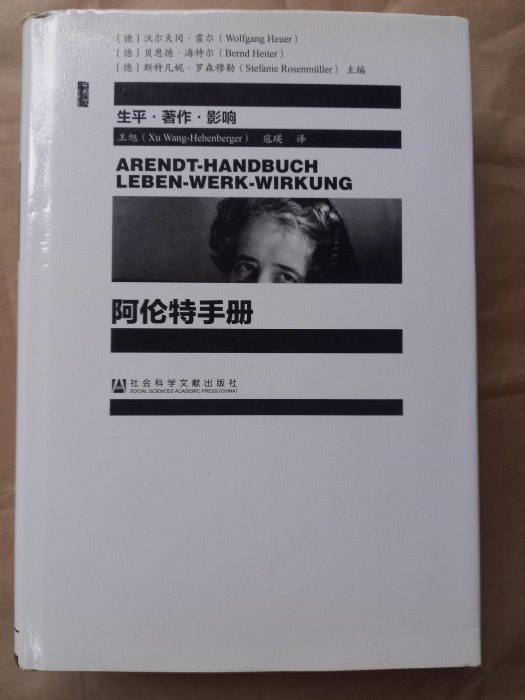 [德] 沃尔夫冈·霍尔 (Wolfgang Heuer)
[德] 贝恩德·海特尔 (Bernd Heiter)
[德] 斯特凡妮·罗森穆勒 (Stefanie Rosenmüller) 主编
生平·著作·影响
王旭 (Xu Wang-Hehenberger) 寇瑛 译
ARENDT-HANDBUCH
LEBEN-WERK-WIRKUNG
阿伦特手册
社会科学文献出版社
SOCIAL SCIENCES ACADEMIC PRESS (CHINA)